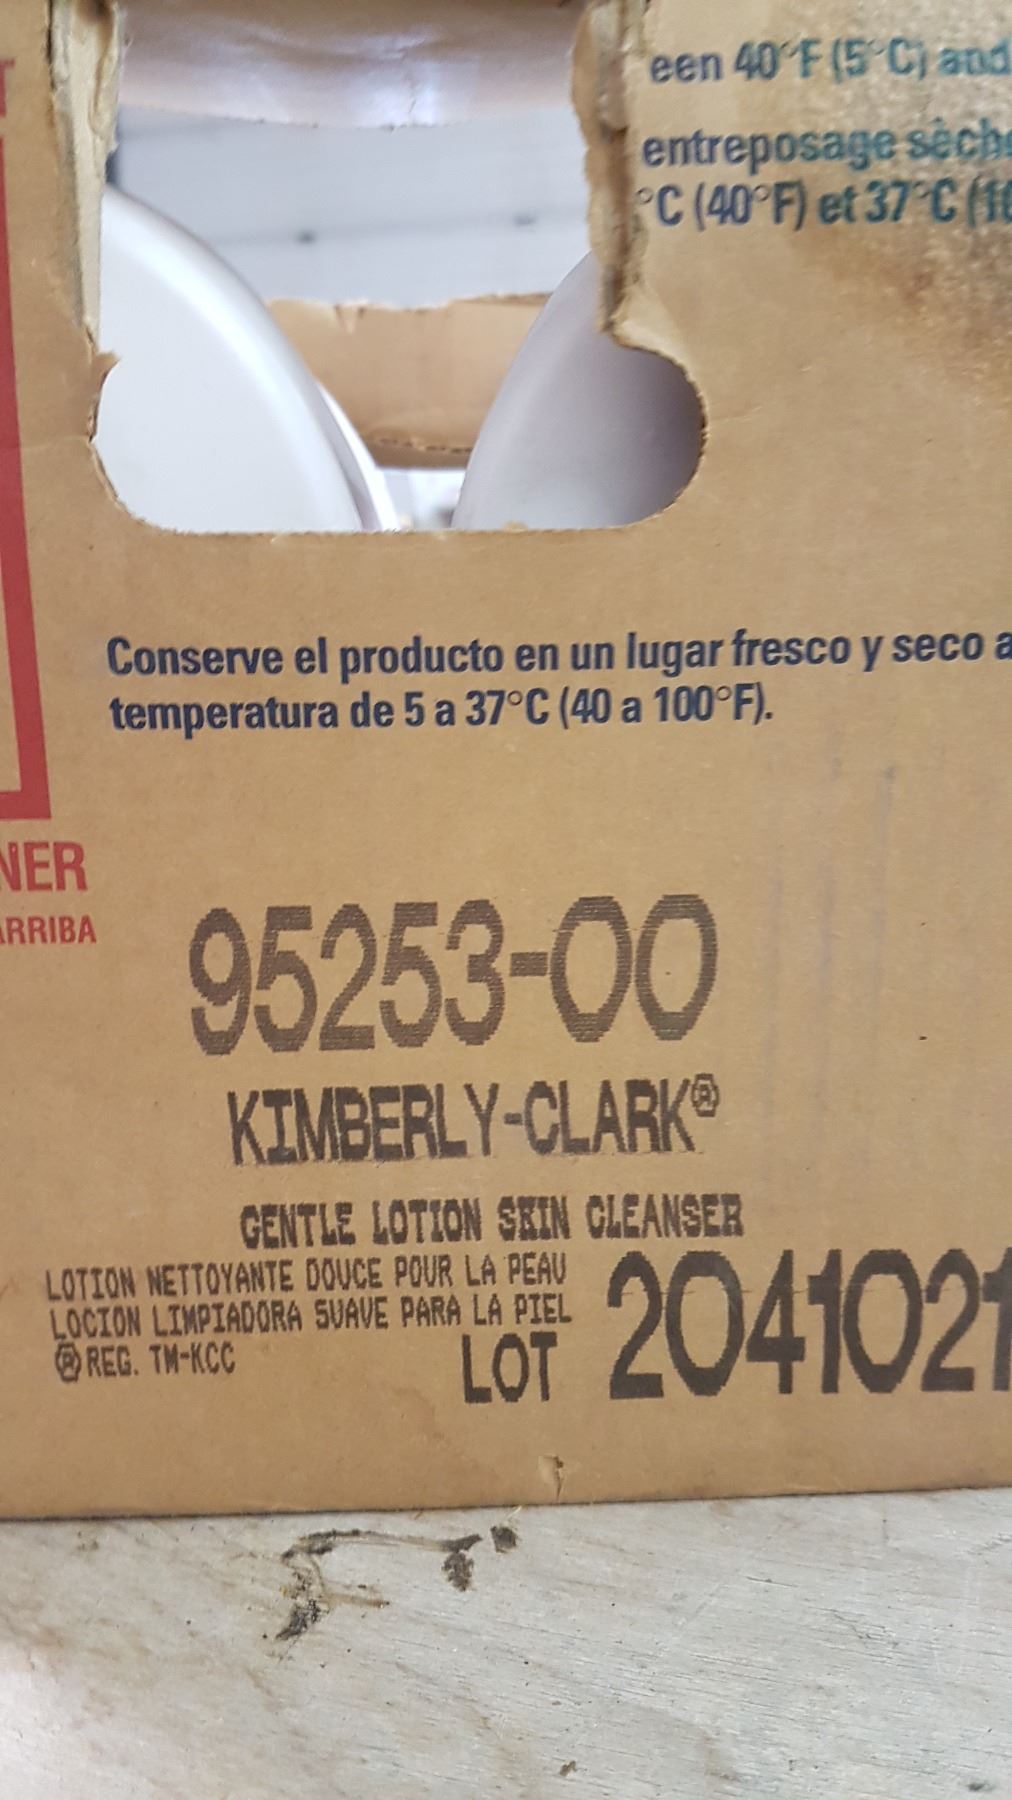 een 40°F (5°C) and
entreposage sèche
°C (40°F) et 37°C (10
Conserve el producto en un lugar fresco y seco a
temperatura de 5 a 37°C (40 a 100°F).
NER
ARRIBA
95253-00
KIMBERLY-CLARK®
GENTLE LOTION SKIN CLEANSER
LOTION NETTOYANTE DOUCE POUR LA PEAU
LOCION LIMPIADORA SUAVE PARA LA PIEL
® REG. TM-KCC
LOT 2041021